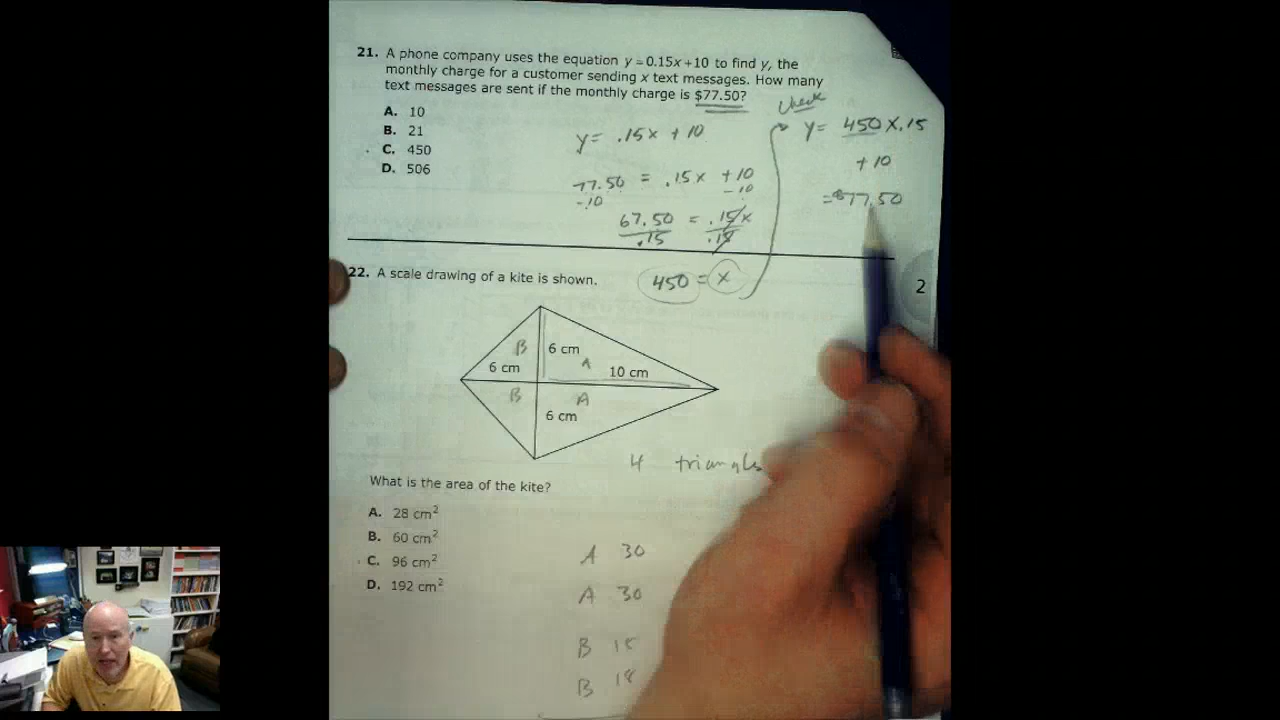 21. A phone company uses the equation y = 0.15x + 10 to find y, the
monthly charge for a customer sending x text messages. How many
text messages are sent if the monthly charge is $77.50?
A. 10
B. 21
C. 450
D. 506
y = .15x + 10
77.50 = .15x + 10
-10 -10
67.50 = .15x
.15 .15
450 = x
check
y = 450 x .15
+ 10
= $77.50
2
22. A scale drawing of a kite is shown.
B 6 cm
6 cm A 10 cm
B A
6 cm
4 triangles
What is the area of the kite?
A. 28 cm²
B. 60 cm²
C. 96 cm²
D. 192 cm²
A 30
A 30
B 18
B 18